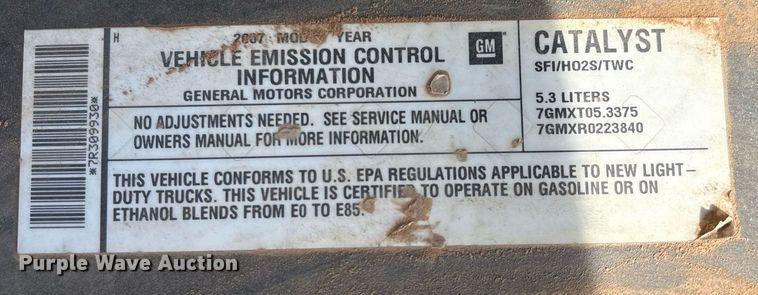 H
2007 MODEL YEAR
VEHICLE EMISSION CONTROL
INFORMATION
GENERAL MOTORS CORPORATION
GM
CATALYST
SFI/HO2S/TWC
5.3 LITERS
7GMXT05.3375
7GMXR0223840
NO ADJUSTMENTS NEEDED. SEE SERVICE MANUAL OR
OWNERS MANUAL FOR MORE INFORMATION.
THIS VEHICLE CONFORMS TO U.S. EPA REGULATIONS APPLICABLE TO NEW LIGHT-
DUTY TRUCKS. THIS VEHICLE IS CERTIFIED TO OPERATE ON GASOLINE OR ON
ETHANOL BLENDS FROM E0 TO E85.
*7R309930*
Purple Wave Auction